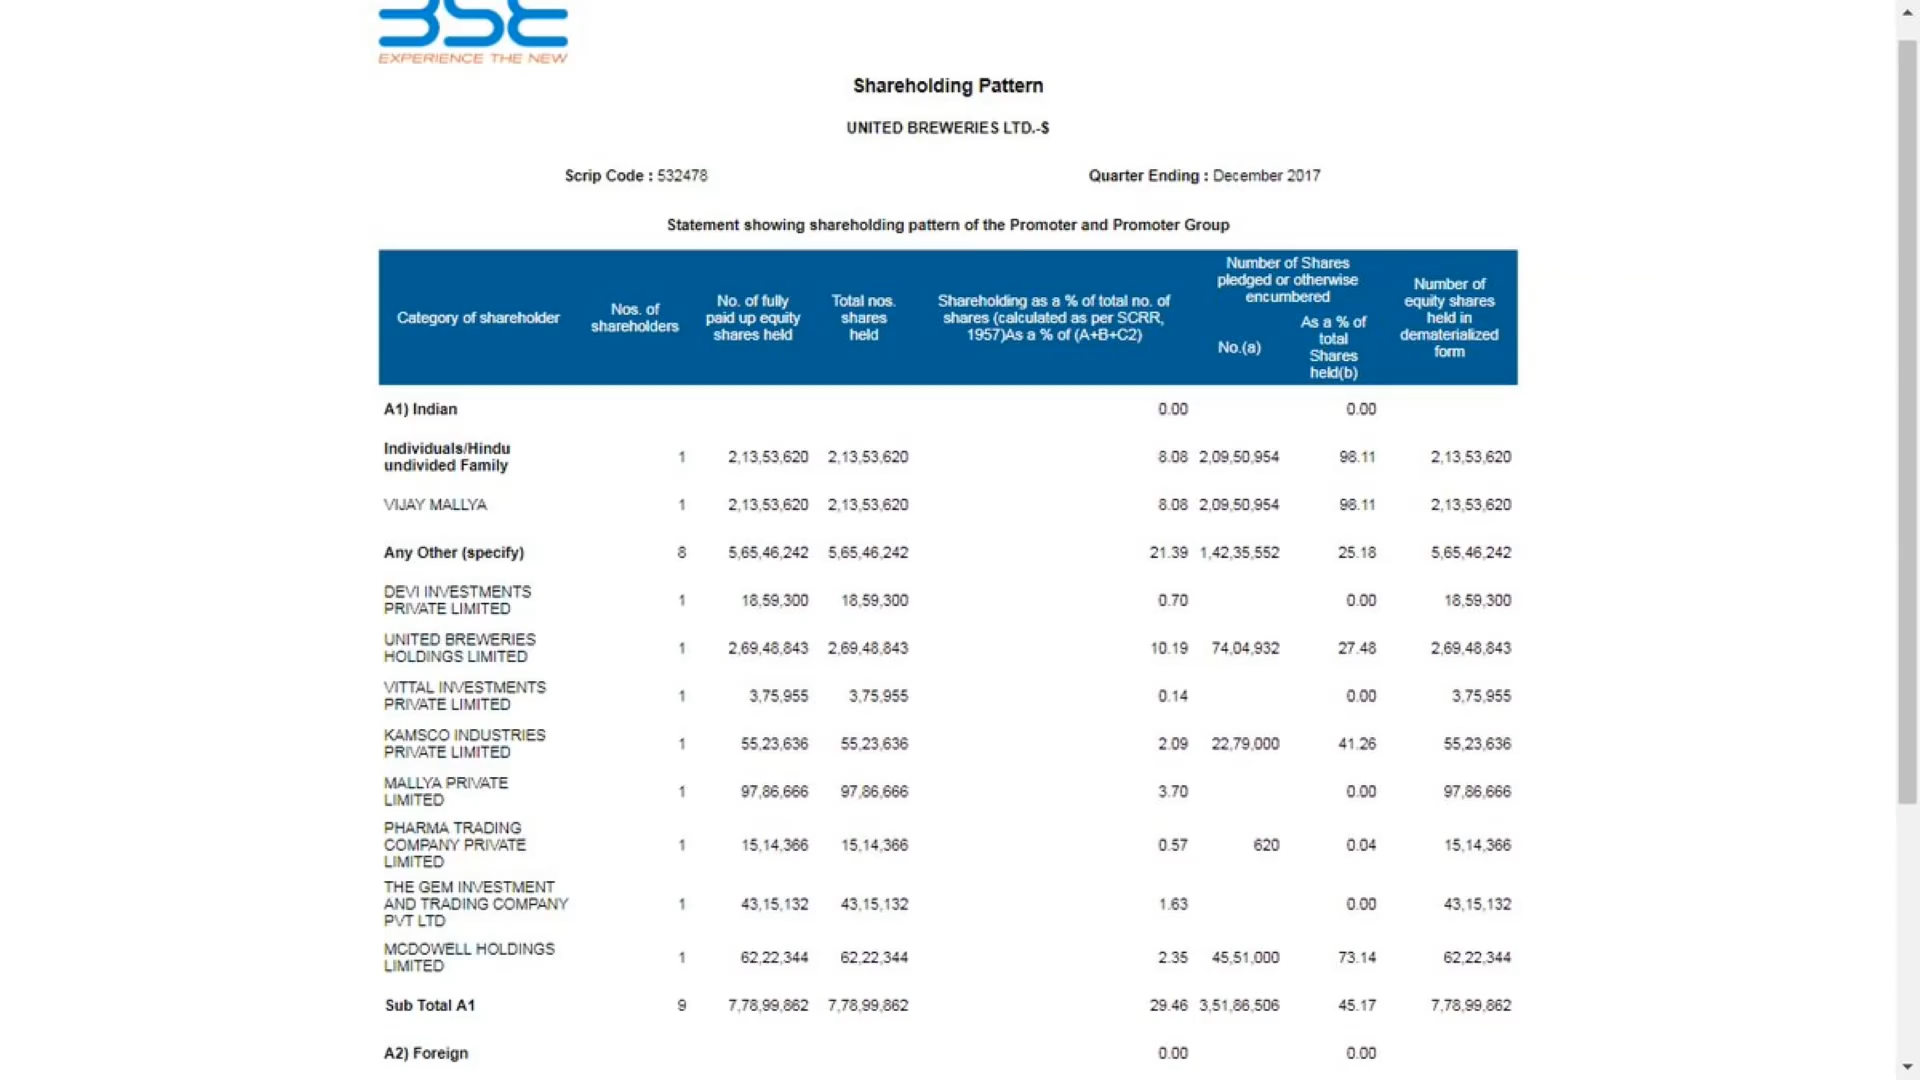 BSE
EXPERIENCE THE NEW
Shareholding Pattern
UNITED BREWERIES LTD.-$
Scrip Code : 532478 Quarter Ending : December 2017
Statement showing shareholding pattern of the Promoter and Promoter Group
Category of shareholder
Nos. of
shareholders
No. of fully
paid up equity
shares held
Total nos.
shares
held
Shareholding as a % of total no. of
shares (calculated as per SCRR,
1957)As a % of (A+B+C2)
Number of Shares
pledged or otherwise
encumbered
No.(a)
As a % of
total
Shares
held(b)
Number of
equity shares
held in
dematerialized
form
A1) Indian 0.00 0.00
Individuals/Hindu
undivided Family
1 2,13,53,620 2,13,53,620 8.08 2,09,50,954 98.11 2,13,53,620
VIJAY MALLYA 1 2,13,53,620 2,13,53,620 8.08 2,09,50,954 98.11 2,13,53,620
Any Other (specify) 8 5,65,46,242 5,65,46,242 21.39 1,42,35,552 25.18 5,65,46,242
DEVI INVESTMENTS
PRIVATE LIMITED
1 18,59,300 18,59,300 0.70 0.00 18,59,300
UNITED BREWERIES
HOLDINGS LIMITED
1 2,69,48,843 2,69,48,843 10.19 74,04,932 27.48 2,69,48,843
VITTAL INVESTMENTS
PRIVATE LIMITED
1 3,75,955 3,75,955 0.14 0.00 3,75,955
KAMSCO INDUSTRIES
PRIVATE LIMITED
1 55,23,636 55,23,636 2.09 22,79,000 41.26 55,23,636
MALLYA PRIVATE
LIMITED
1 97,86,666 97,86,666 3.70 0.00 97,86,666
PHARMA TRADING
COMPANY PRIVATE
LIMITED
1 15,14,366 15,14,366 0.57 620 0.04 15,14,366
THE GEM INVESTMENT
AND TRADING COMPANY
PVT LTD
1 43,15,132 43,15,132 1.63 0.00 43,15,132
MCDOWELL HOLDINGS
LIMITED
1 62,22,344 62,22,344 2.35 45,51,000 73.14 62,22,344
Sub Total A1 9 7,78,99,862 7,78,99,862 29.46 3,51,86,506 45.17 7,78,99,862
A2) Foreign 0.00 0.00